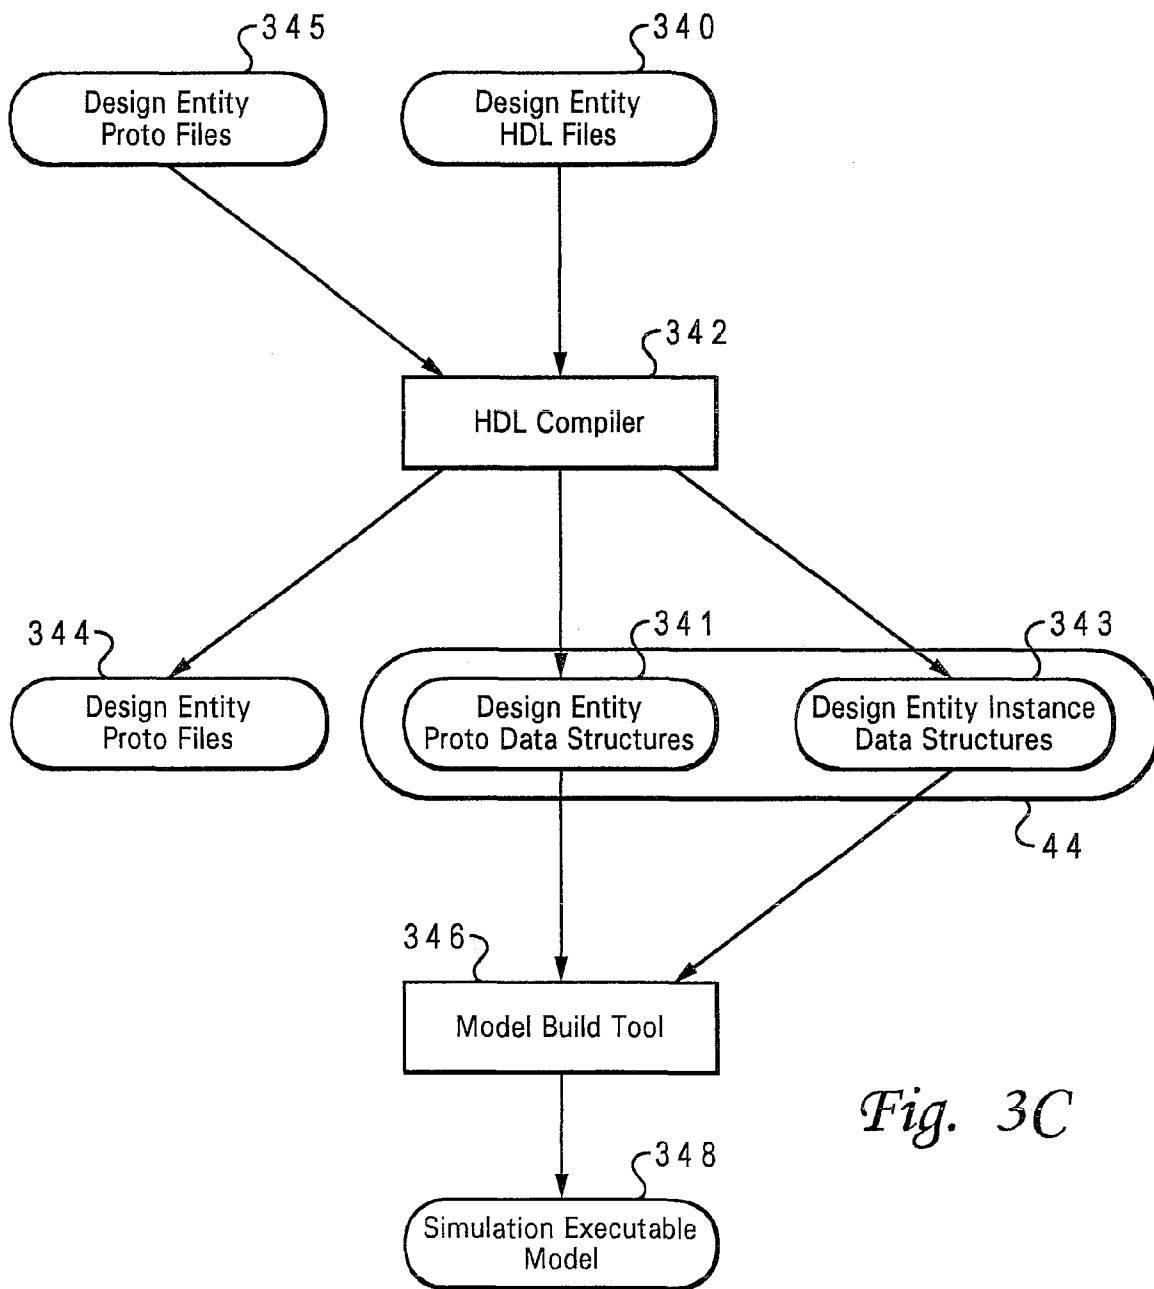 345
340
Design Entity
Proto Files
Design Entity
HDL Files
342
HDL Compiler
344
341
343
Design Entity
Proto Files
Design Entity
Proto Data Structures
Design Entity Instance
Data Structures
44
346
Model Build Tool
Fig. 3C
348
Simulation Executable
Model